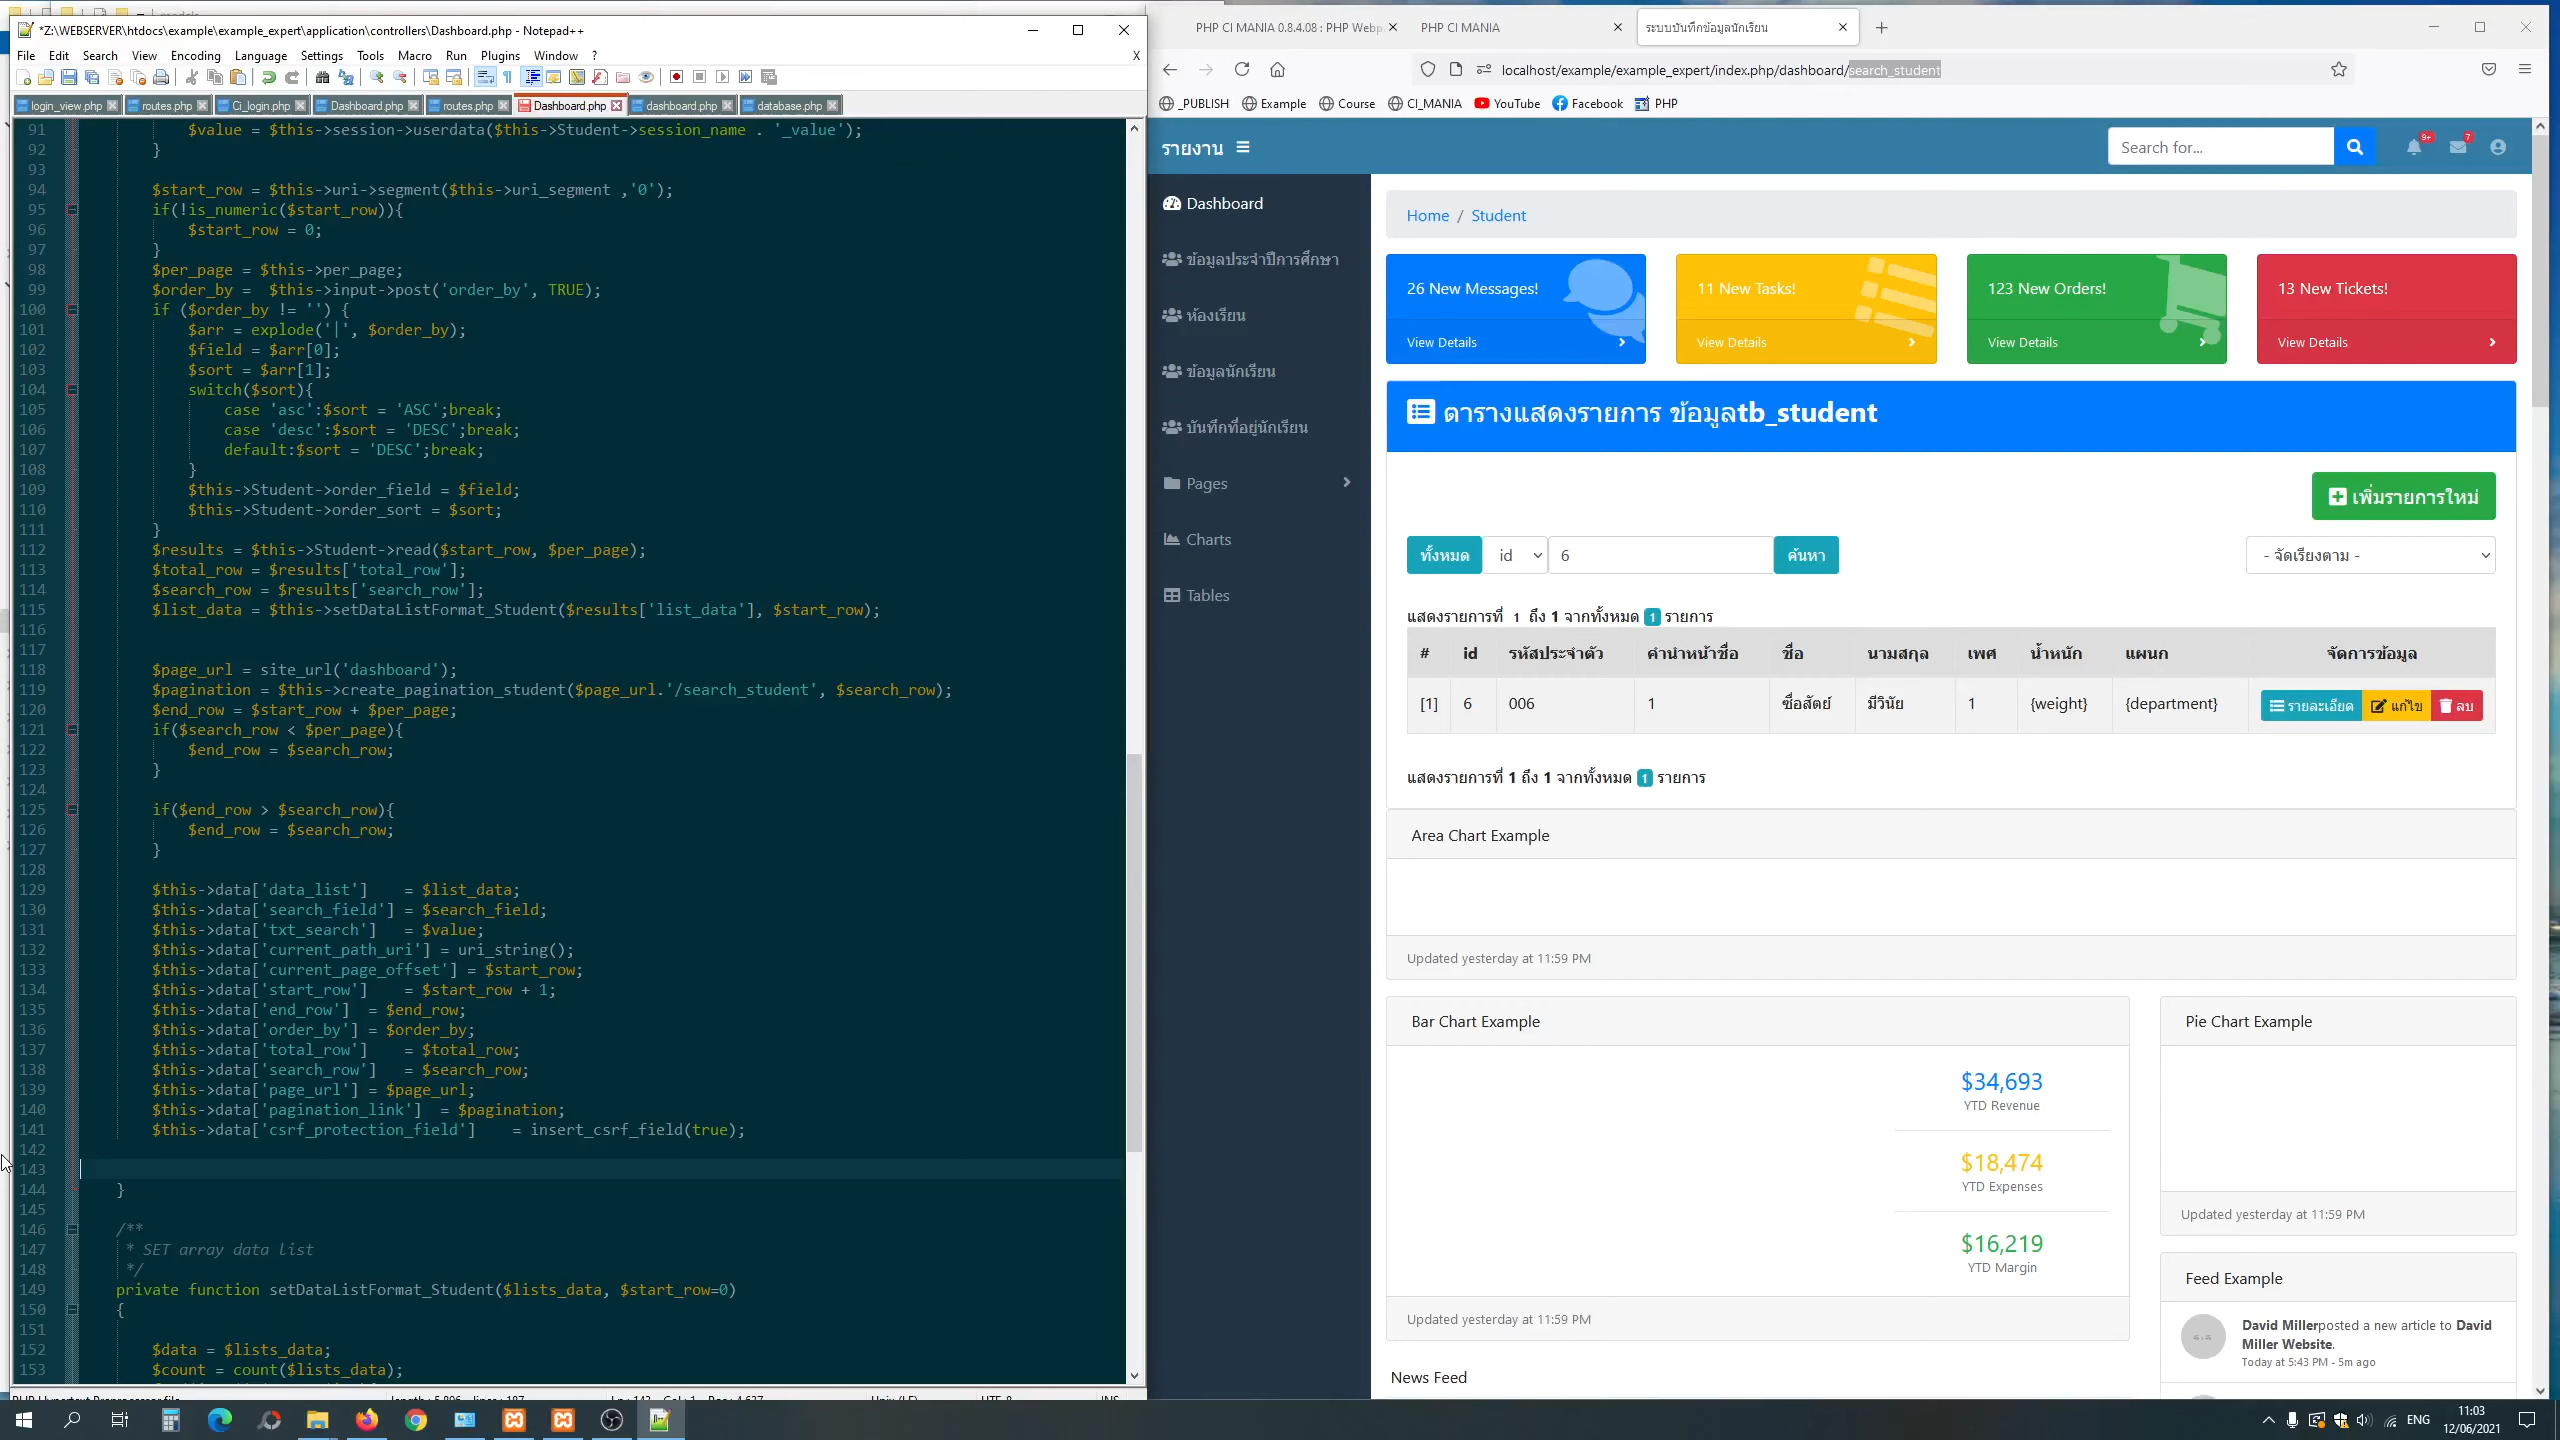 *Z:\WEBSERVER\htdocs\example\example_expert\application\controllers\Dashboard.php - Notepad++
File Edit Search View Encoding Language Settings Tools Macro Run Plugins Window ? X
login_view.php routes.php Ci_login.php Dashboard.php routes.php Dashboard.php dashboard.php database.php
91 $value = $this->session->userdata($this->Student->session_name . '_value');
92 }
93
94 $start_row = $this->uri->segment($this->uri_segment ,'0');
95 if(!is_numeric($start_row)){
96 $start_row = 0;
97 }
98 $per_page = $this->per_page;
99 $order_by =  $this->input->post('order_by', TRUE);
100 if ($order_by != '') {
101 $arr = explode('|', $order_by);
102 $field = $arr[0];
103 $sort = $arr[1];
104 switch($sort){
105 case 'asc':$sort = 'ASC';break;
106 case 'desc':$sort = 'DESC';break;
107 default:$sort = 'DESC';break;
108 }
109 $this->Student->order_field = $field;
110 $this->Student->order_sort = $sort;
111 }
112 $results = $this->Student->read($start_row, $per_page);
113 $total_row = $results['total_row'];
114 $search_row = $results['search_row'];
115 $list_data = $this->setDataListFormat_Student($results['list_data'], $start_row);
116
117
118 $page_url = site_url('dashboard');
119 $pagination = $this->create_pagination_student($page_url.'/search_student', $search_row);
120 $end_row = $start_row + $per_page;
121 if($search_row < $per_page){
122 $end_row = $search_row;
123 }
124
125 if($end_row > $search_row){
126 $end_row = $search_row;
127 }
128
129 $this->data['data_list']    = $list_data;
130 $this->data['search_field'] = $search_field;
131 $this->data['txt_search']   = $value;
132 $this->data['current_path_uri'] = uri_string();
133 $this->data['current_page_offset'] = $start_row;
134 $this->data['start_row']    = $start_row + 1;
135 $this->data['end_row']  = $end_row;
136 $this->data['order_by'] = $order_by;
137 $this->data['total_row']    = $total_row;
138 $this->data['search_row']   = $search_row;
139 $this->data['page_url'] = $page_url;
140 $this->data['pagination_link']  = $pagination;
141 $this->data['csrf_protection_field']    = insert_csrf_field(true);
142
143
144 }
145
146 /**
147 * SET array data list
148 */
149 private function setDataListFormat_Student($lists_data, $start_row=0)
150 {
151
152 $data = $lists_data;
153 $count = count($lists_data);
PHP CI MANIA 0.8.4.08 : PHP Webp
PHP CI MANIA
ระบบบันทึกข้อมูลนักเรียน
localhost/example/example_expert/index.php/dashboard/search_student
_PUBLISH Example Course CI_MANIA YouTube Facebook PHP
รายงาน
Search for...
9+
7
Dashboard
ข้อมูลประจำปีการศึกษา
ห้องเรียน
ข้อมูลนักเรียน
บันทึกที่อยู่นักเรียน
Pages
Charts
Tables
Home / Student
26 New Messages!
View Details
11 New Tasks!
View Details
123 New Orders!
View Details
13 New Tickets!
View Details
ตารางแสดงรายการ ข้อมูลtb_student
เพิ่มรายการใหม่
ทั้งหมด id 6 ค้นหา
- จัดเรียงตาม -
แสดงรายการที่ 1 ถึง 1 จากทั้งหมด 1 รายการ
# id รหัสประจำตัว คำนำหน้าชื่อ ชื่อ นามสกุล เพศ น้ำหนัก แผนก จัดการข้อมูล
[1] 6 006 1 ซื่อสัตย์ มีวินัย 1 {weight} {department} รายละเอียด แก้ไข ลบ
แสดงรายการที่ 1 ถึง 1 จากทั้งหมด 1 รายการ
Area Chart Example
Updated yesterday at 11:59 PM
Bar Chart Example
$34,693
YTD Revenue
$18,474
YTD Expenses
$16,219
YTD Margin
Updated yesterday at 11:59 PM
Pie Chart Example
Updated yesterday at 11:59 PM
Feed Example
David Millerposted a new article to David
Miller Website.
Today at 5:43 PM - 5m ago
News Feed
ENG
11:03
12/06/2021